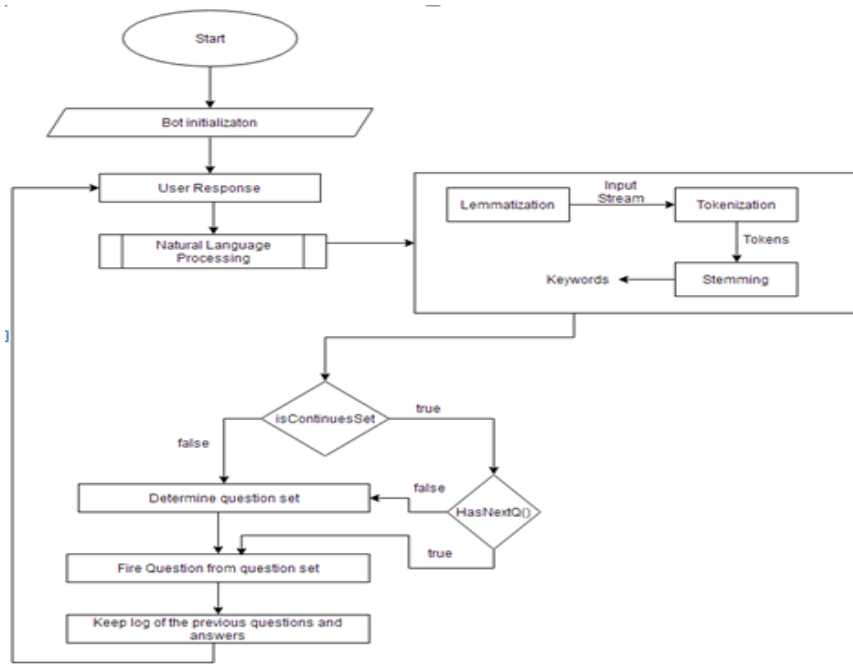 Start
Bot initializaton
User Response
Natural Language
Processing
Lemmatization
Input
Stream
Tokenization
Tokens
Stemming
Keywords
isContinuesSet
true
false
HasNextQ()
false
Determine question set
true
Fire Question from question set
Keep log of the previous questions and
answers